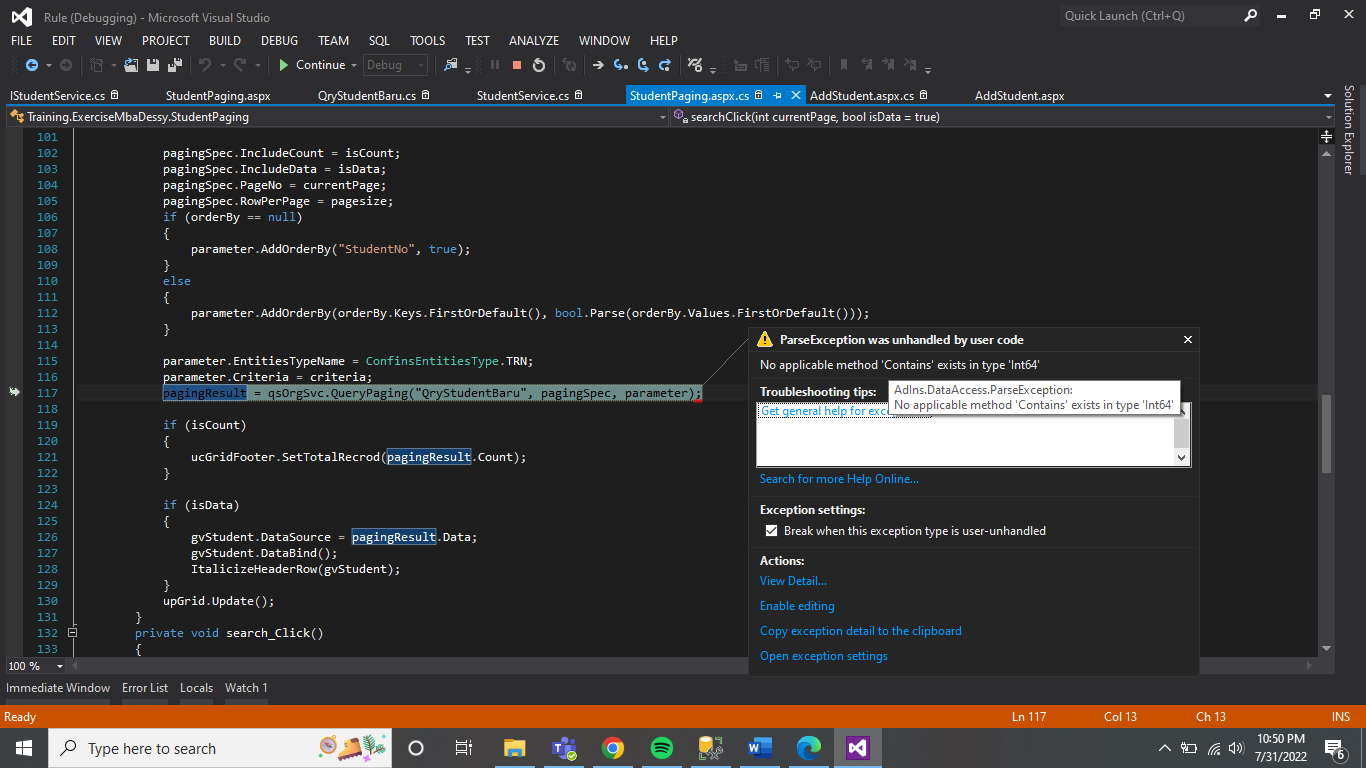 Rule (Debugging) - Microsoft Visual Studio
Quick Launch (Ctrl+Q)
FILE EDIT VIEW PROJECT BUILD DEBUG TEAM SQL TOOLS TEST ANALYZE WINDOW HELP
Continue Debug
IStudentService.cs StudentPaging.aspx QryStudentBaru.cs StudentService.cs StudentPaging.aspx.cs AddStudent.aspx.cs AddStudent.aspx
Solution Explorer
Training.ExerciseMbaDessy.StudentPaging searchClick(int currentPage, bool isData = true)
101
102 pagingSpec.IncludeCount = isCount;
103 pagingSpec.IncludeData = isData;
104 pagingSpec.PageNo = currentPage;
105 pagingSpec.RowPerPage = pagesize;
106 if (orderBy == null)
107 {
108 parameter.AddOrderBy("StudentNo", true);
109 }
110 else
111 {
112 parameter.AddOrderBy(orderBy.Keys.FirstOrDefault(), bool.Parse(orderBy.Values.FirstOrDefault()));
113 }
114
115 parameter.EntitiesTypeName = ConfinsEntitiesType.TRN;
116 parameter.Criteria = criteria;
117 pagingResult = qsOrgSvc.QueryPaging("QryStudentBaru", pagingSpec, parameter);
118
119 if (isCount)
120 {
121 ucGridFooter.SetTotalRecrod(pagingResult.Count);
122 }
123
124 if (isData)
125 {
126 gvStudent.DataSource = pagingResult.Data;
127 gvStudent.DataBind();
128 ItalicizeHeaderRow(gvStudent);
129 }
130 upGrid.Update();
131 }
132 private void search_Click()
133 {
ParseException was unhandled by user code
No applicable method 'Contains' exists in type 'Int64'
Troubleshooting tips:
AdIns.DataAccess.ParseException:
No applicable method 'Contains' exists in type 'Int64'
Get general help for exce
Search for more Help Online...
Exception settings:
Break when this exception type is user-unhandled
Actions:
View Detail...
Enable editing
Copy exception detail to the clipboard
Open exception settings
100 %
Immediate Window Error List Locals Watch 1
Ready Ln 117 Col 13 Ch 13 INS
Type here to search
10:50 PM
7/31/2022
6